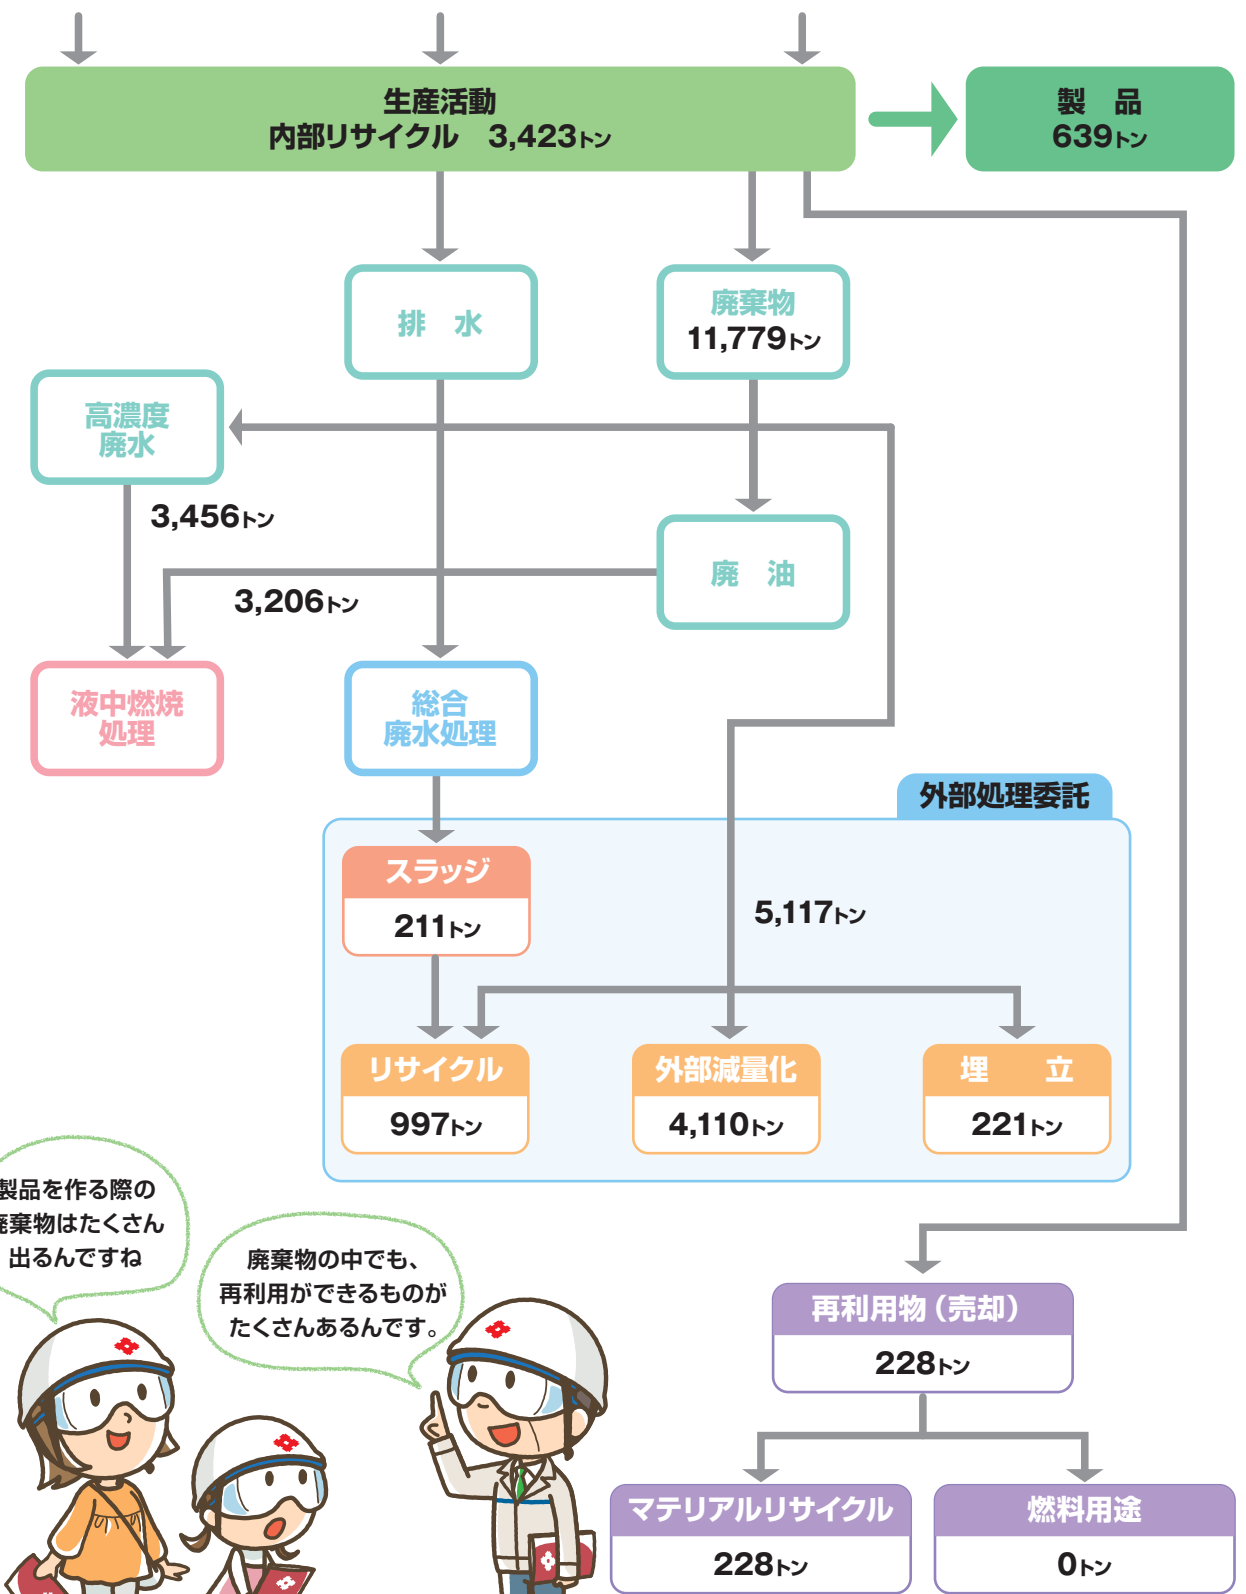 生産活動
内部リサイクル 3,423トン
製 品
639トン
排 水
廃棄物
11,779トン
高濃度
廃水
3,456トン
廃 油
3,206トン
液中燃焼
処理
総合
廃水処理
外部処理委託
スラッジ
211トン
5,117トン
リサイクル
997トン
外部減量化
4,110トン
埋 立
221トン
製品を作る際の
廃棄物はたくさん
出るんですね
廃棄物の中でも、
再利用ができるものが
たくさんあるんです。
再利用物（売却）
228トン
マテリアルリサイクル
228トン
燃料用途
0トン